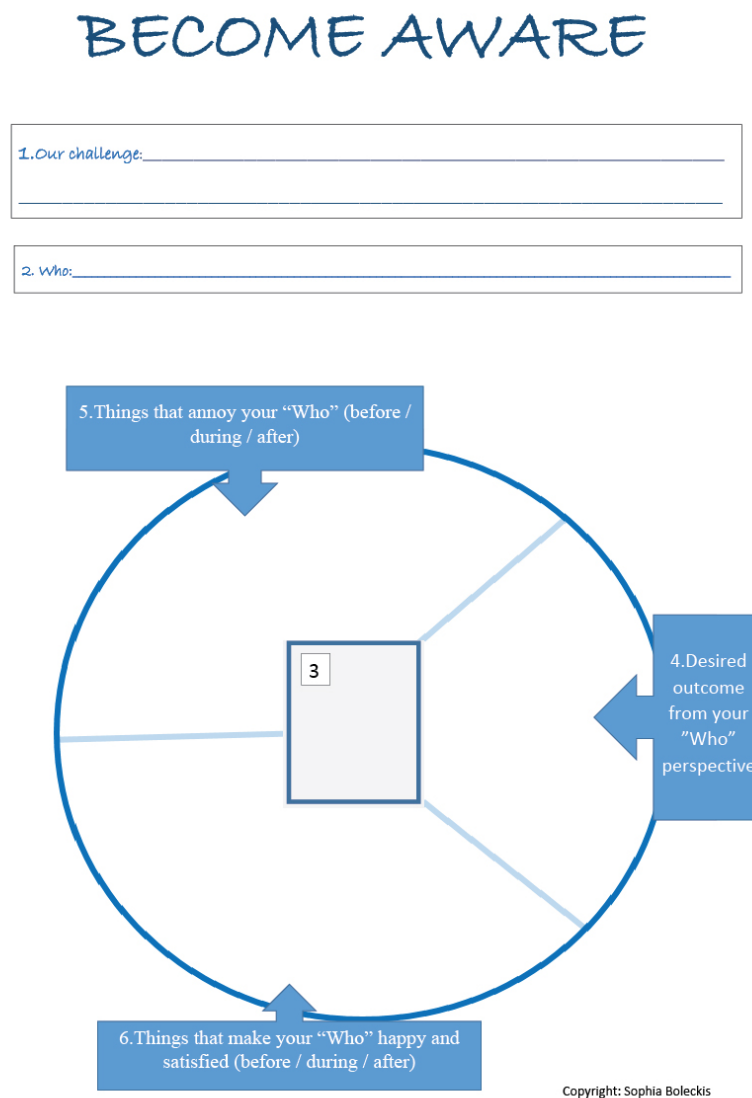 BECOME AWARE
1.Our challenge:
2. Who:
5.Things that annoy your “Who” (before /
during / after)
3
4.Desired
outcome
from your
”Who”
perspective
6.Things that make your “Who” happy and
satisfied (before / during / after)
Copyright: Sophia Boleckis